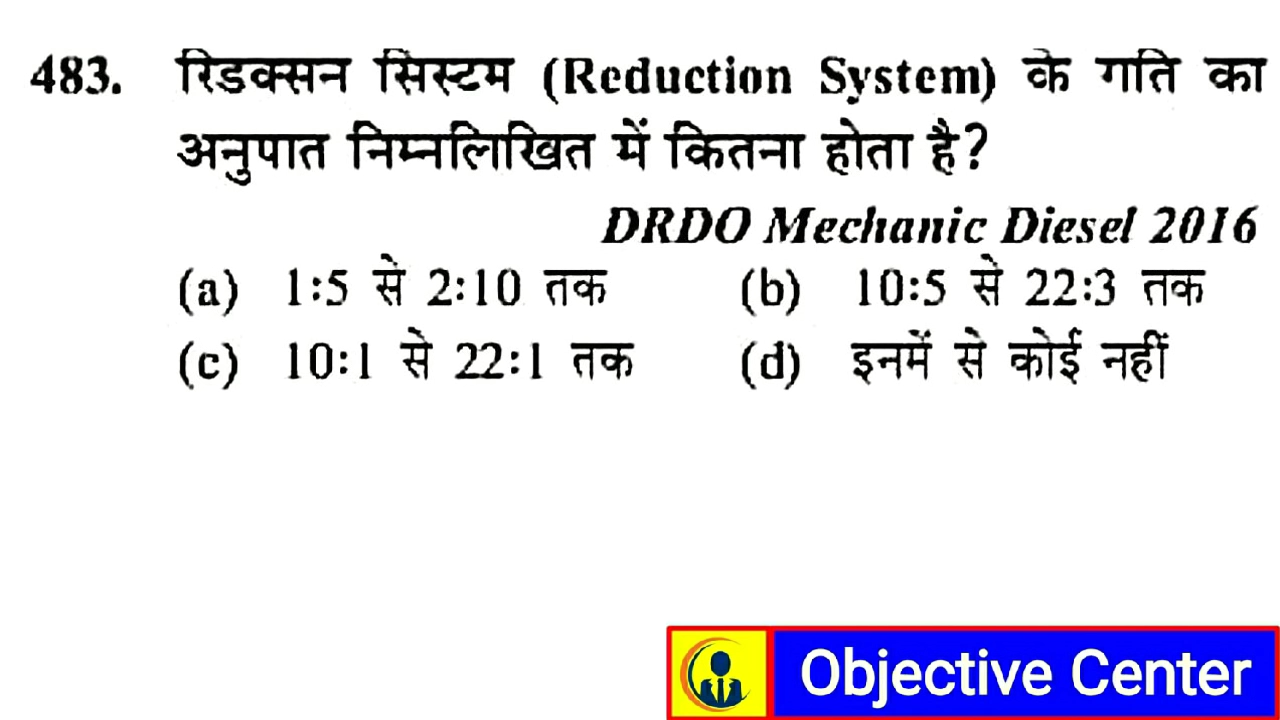 483. रिडक्सन सिस्टम (Reduction System) के गति का
अनुपात निम्नलिखित में कितना होता है?
DRDO Mechanic Diesel 2016
(a) 1:5 से 2:10 तक (b) 10:5 से 22:3 तक
(c) 10:1 से 22:1 तक (d) इनमें से कोई नहीं
Objective Center